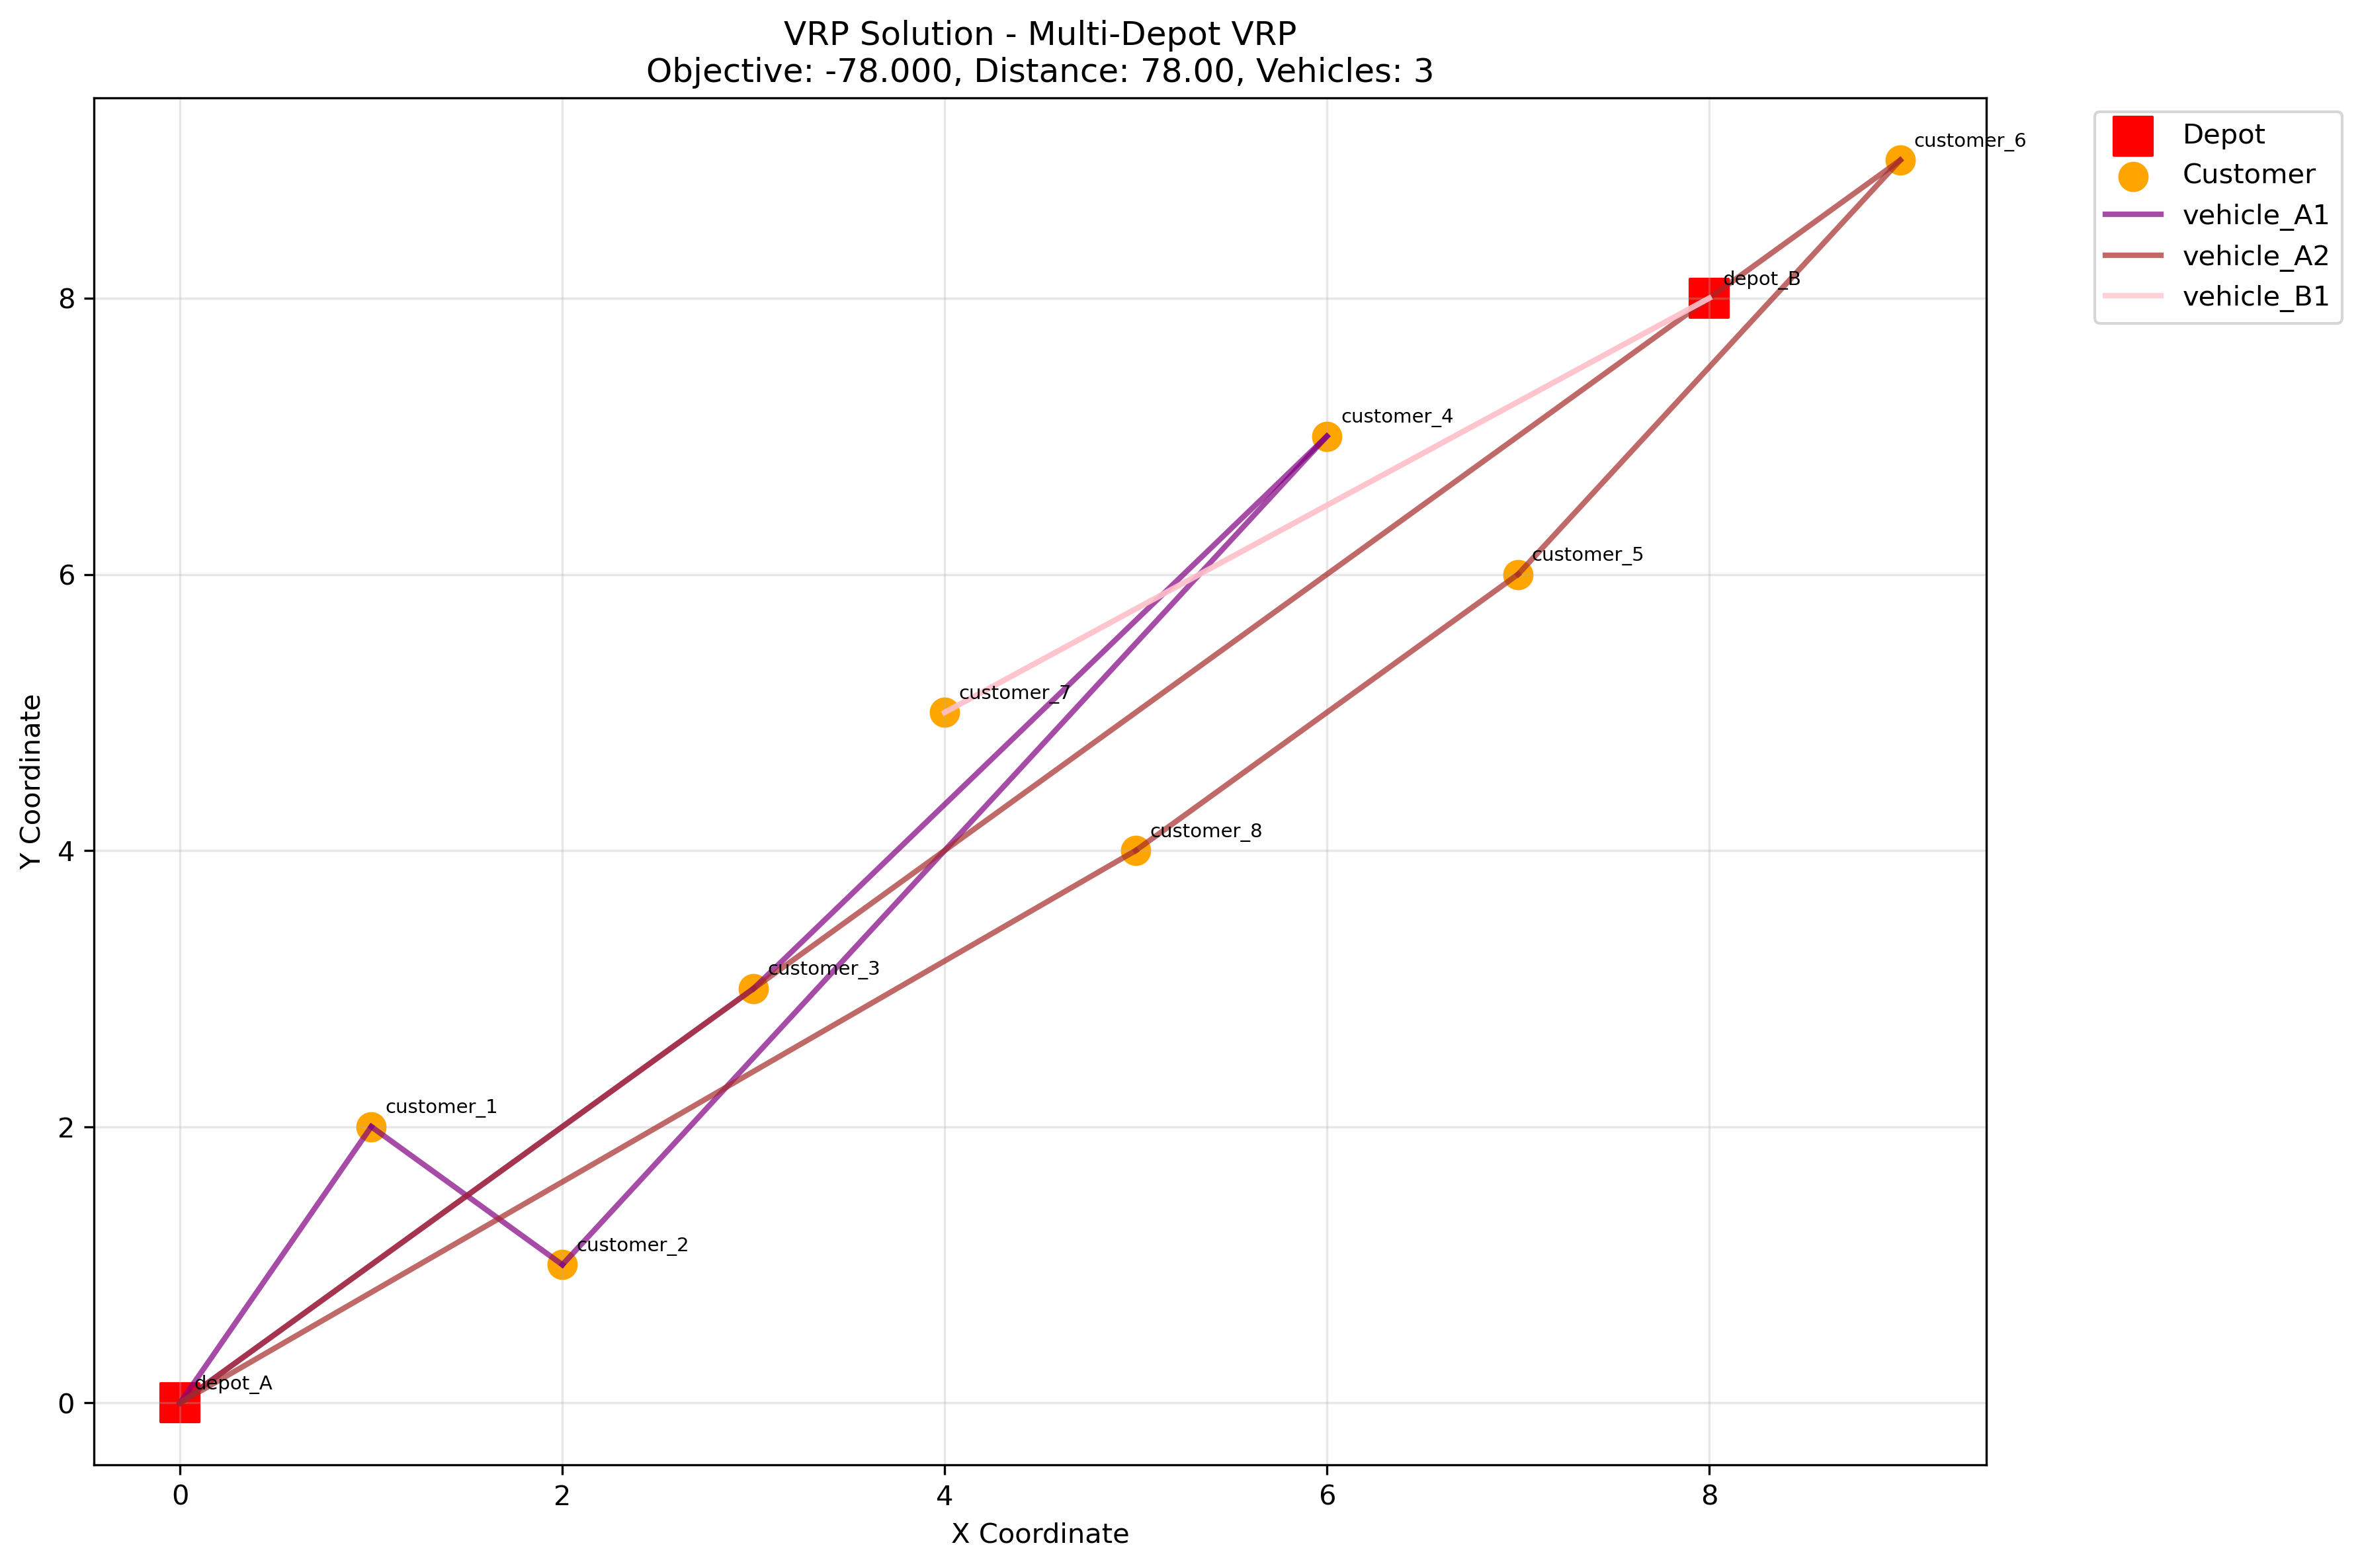 VRP Solution - Multi-Depot VRP
Objective: -78.000, Distance: 78.00, Vehicles: 3
Depot
Customer
vehicle_A1
vehicle_A2
vehicle_B1
customer_6
depot_B
customer_4
customer_5
customer_7
customer_8
customer_3
customer_1
customer_2
depot_A
Y Coordinate
8
6
4
2
0
0 2 4 6 8
X Coordinate